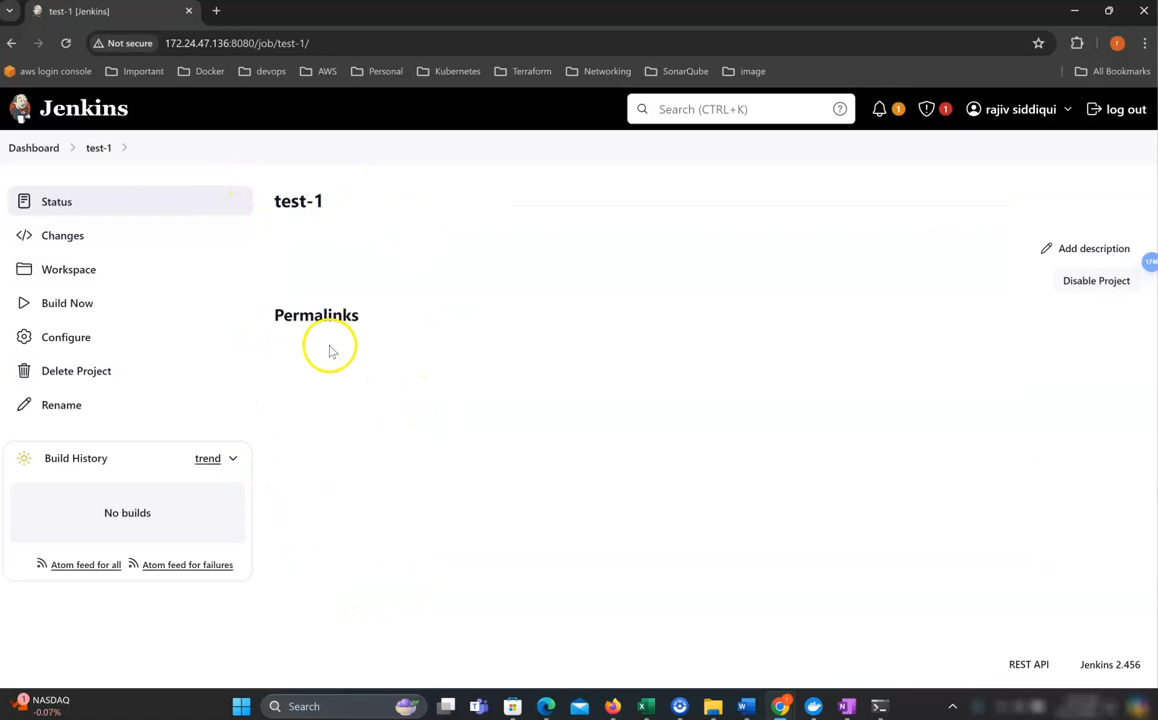 test-1 [Jenkins]
Not secure 172.24.47.136:8080/job/test-1/ r
aws login console Important Docker devops AWS Personal Kubernetes Terraform Networking SonarQube image All Bookmarks
Jenkins Search (CTRL+K) 1 1 rajiv siddiqui log out
Dashboard test-1
Status
Changes
Workspace
Build Now
Configure
Delete Project
Rename
Build History trend
No builds
Atom feed for all Atom feed for failures
test-1
Add description
17M
Disable Project
Permalinks
REST API Jenkins 2.456
1 NASDAQ
-0.07%
Search